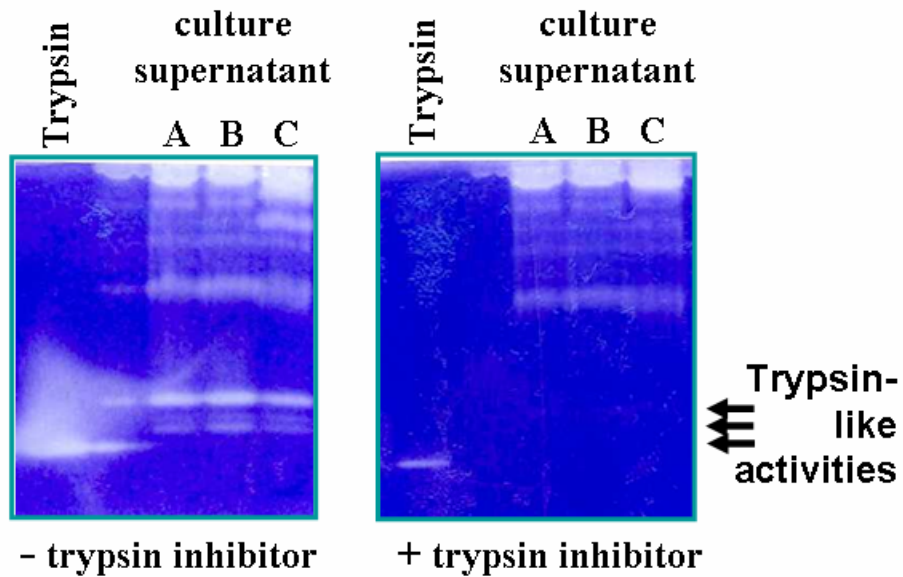 Trypsin
culture
supernatant
A B C
- trypsin inhibitor
Trypsin
culture
supernatant
A B C
+ trypsin inhibitor
Trypsin-
like
activities